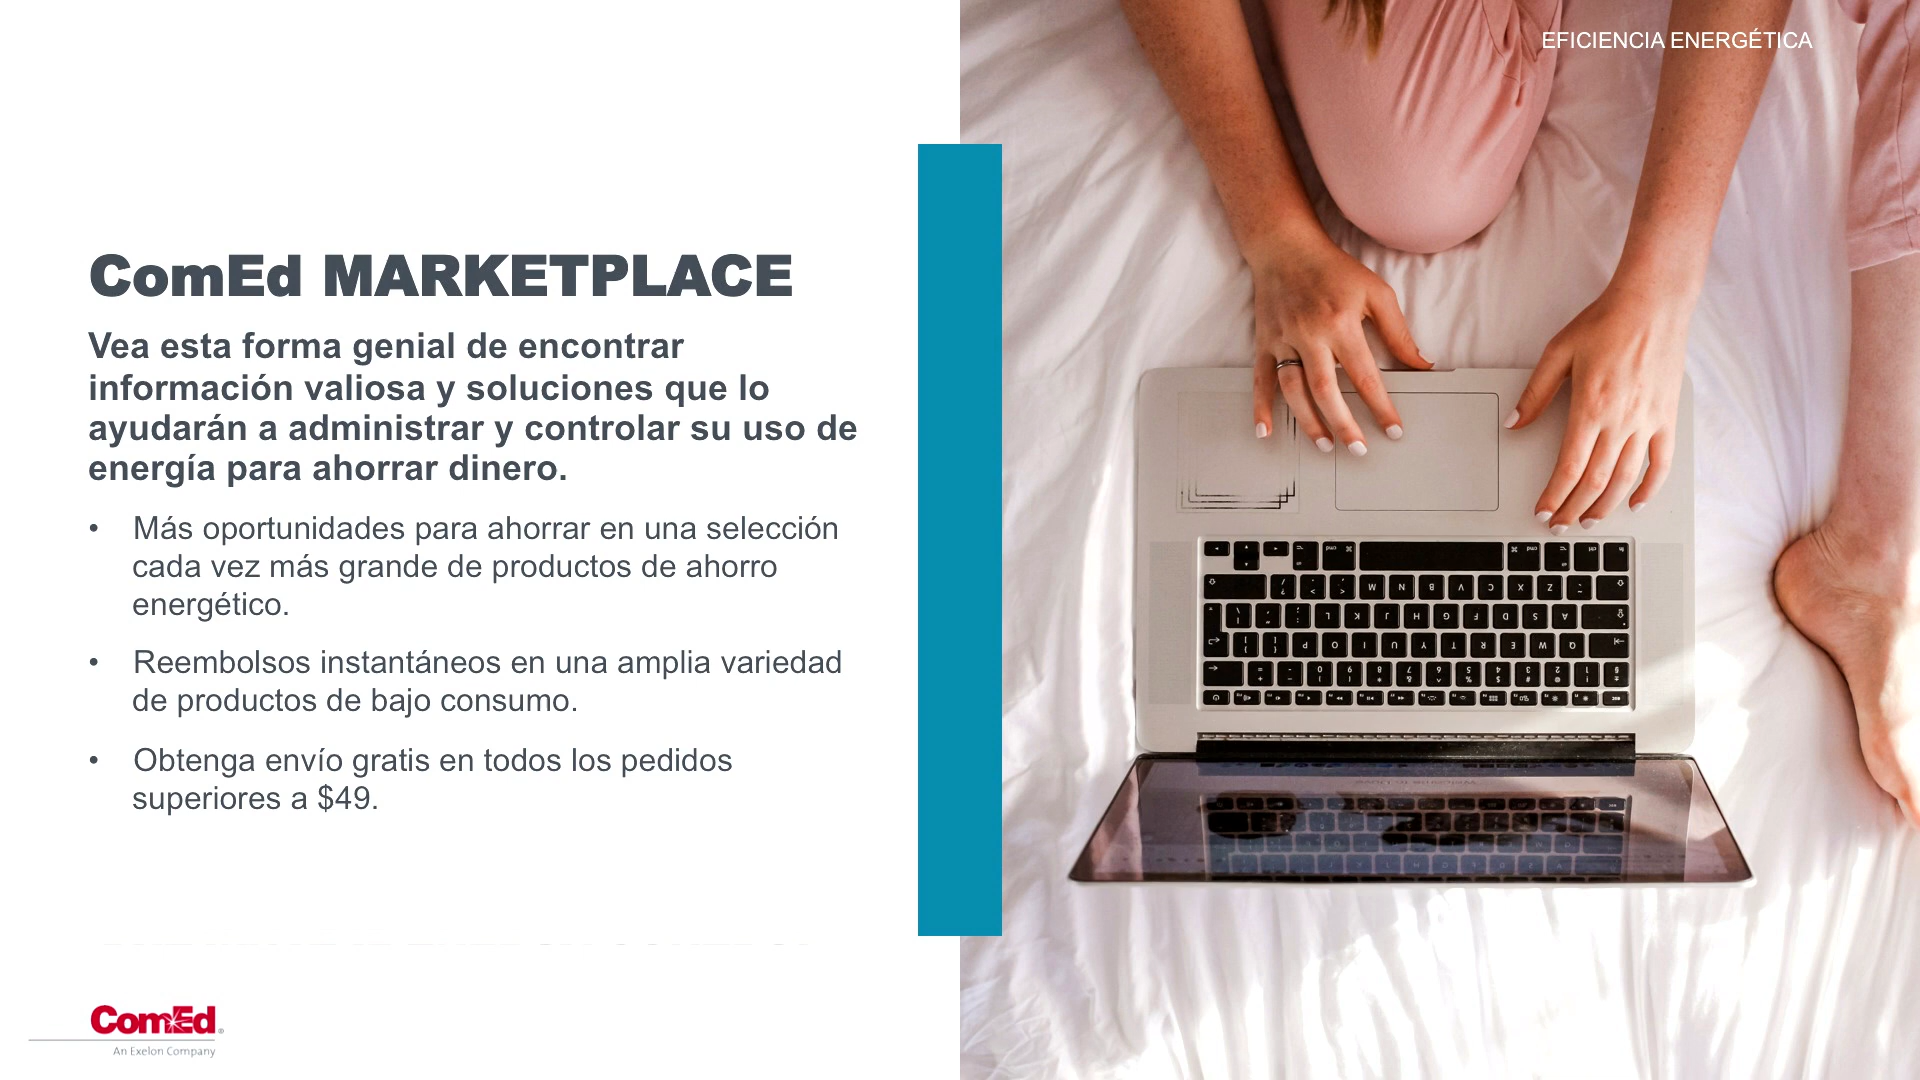 EFICIENCIA ENERGÉTICA
ComEd MARKETPLACE
Vea esta forma genial de encontrar
información valiosa y soluciones que lo
ayudarán a administrar y controlar su uso de
energía para ahorrar dinero.
• Más oportunidades para ahorrar en una selección
cada vez más grande de productos de ahorro
energético.
• Reembolsos instantáneos en una amplia variedad
de productos de bajo consumo.
• Obtenga envío gratis en todos los pedidos
superiores a $49.
ComEd®
An Exelon Company